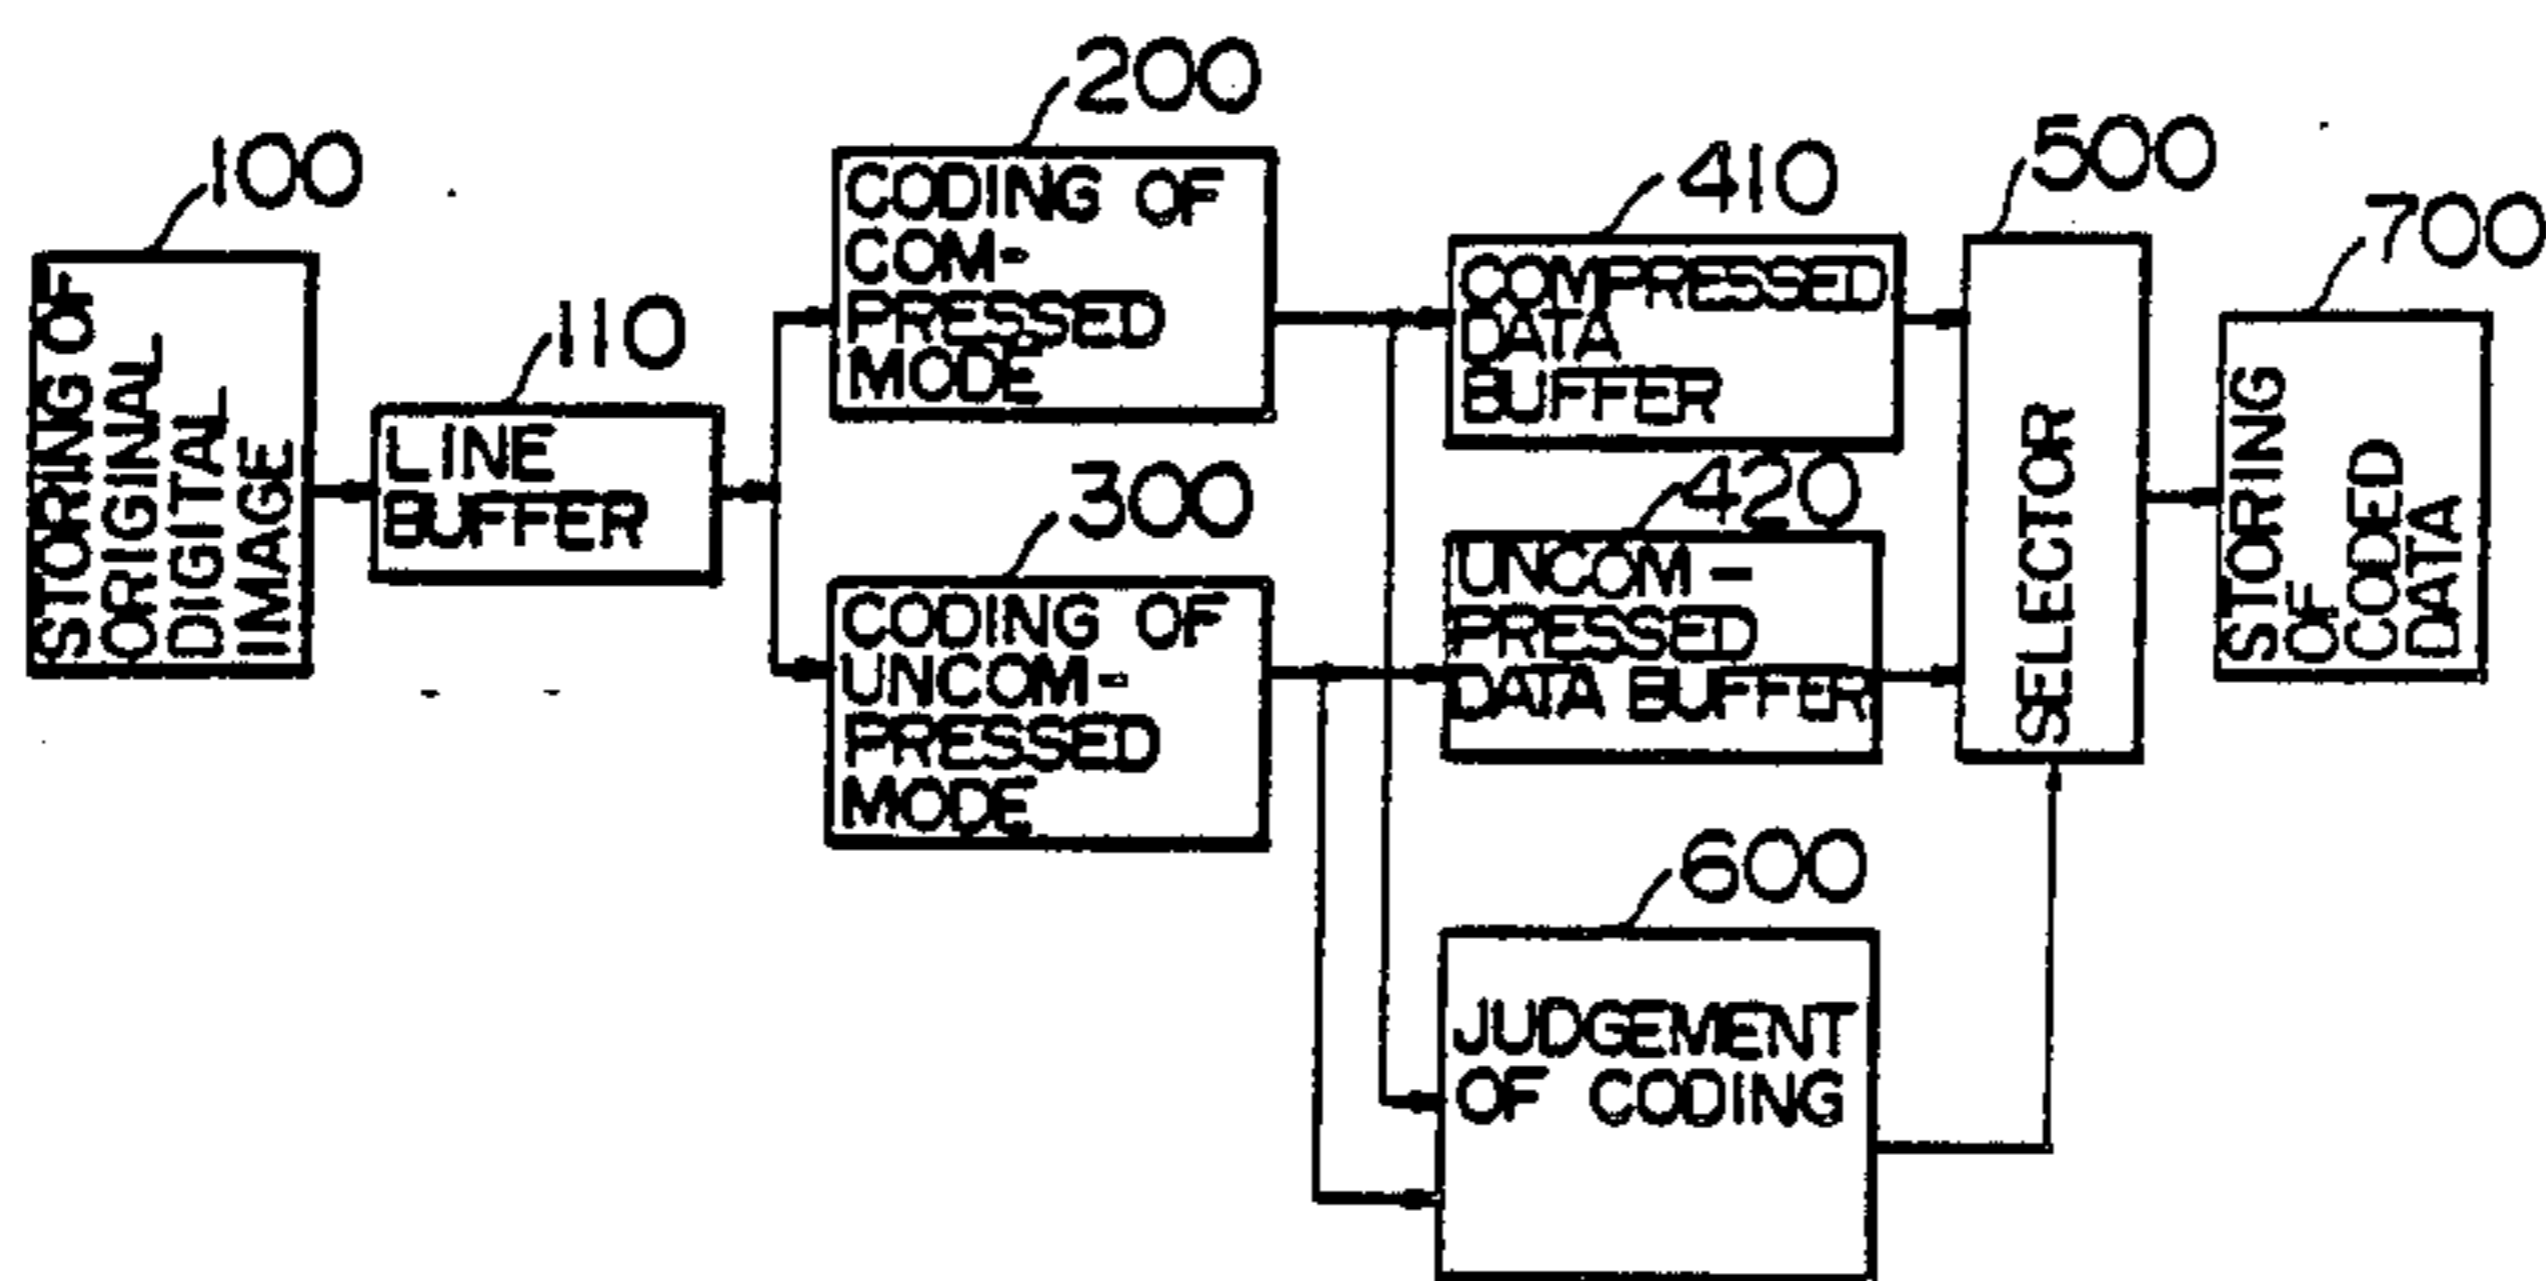 100
STORING OF
ORIGINAL
DIGITAL
IMAGE
110
LINE
BUFFER
200
CODING OF
COM-
PRESSED
MODE
300
CODING OF
UNCOM-
PRESSED
MODE
410
COMPRESSED
DATA
BUFFER
420
UNCOM-
PRESSED
DATA BUFFER
500
SELECTOR
600
JUDGEMENT
OF CODING
700
STORING
OF
CODED
DATA